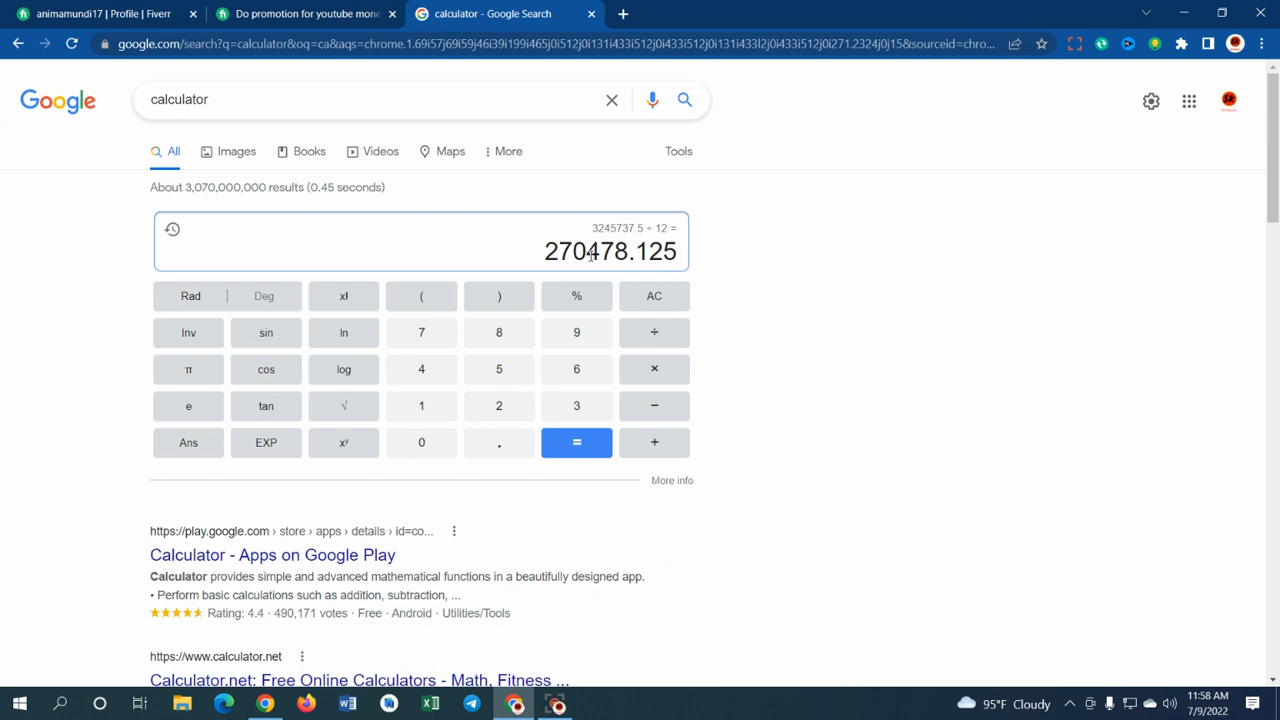 animamundi17 | Profile | Fiverr
Do promotion for youtube mone
calculator - Google Search
google.com/search?q=calculator&oq=ca&aqs=chrome.1.69i57j69i59j46i39i199i465j0i512j0i131i433i512j0i131i433l2j0i433i512j0i271.2324j0j15&sourceid=chro...
Google
calculator
All
Images
Books
Videos
Maps
More
Tools
About 3,070,000,000 results (0.45 seconds)
3245737.5 ÷ 12 =
270478.125
Rad | Deg x! ( ) % AC
Inv sin ln 7 8 9 ÷
π cos log 4 5 6 ×
e tan √ 1 2 3 −
Ans EXP xʸ 0 . = +
More info
https://play.google.com › store › apps › details › id=co...
Calculator - Apps on Google Play
Calculator provides simple and advanced mathematical functions in a beautifully designed app.
• Perform basic calculations such as addition, subtraction, ...
Rating: 4.4 · 490,171 votes · Free · Android · Utilities/Tools
https://www.calculator.net
Calculator.net: Free Online Calculators - Math, Fitness ...
95°F Cloudy
11:58 AM
7/9/2022